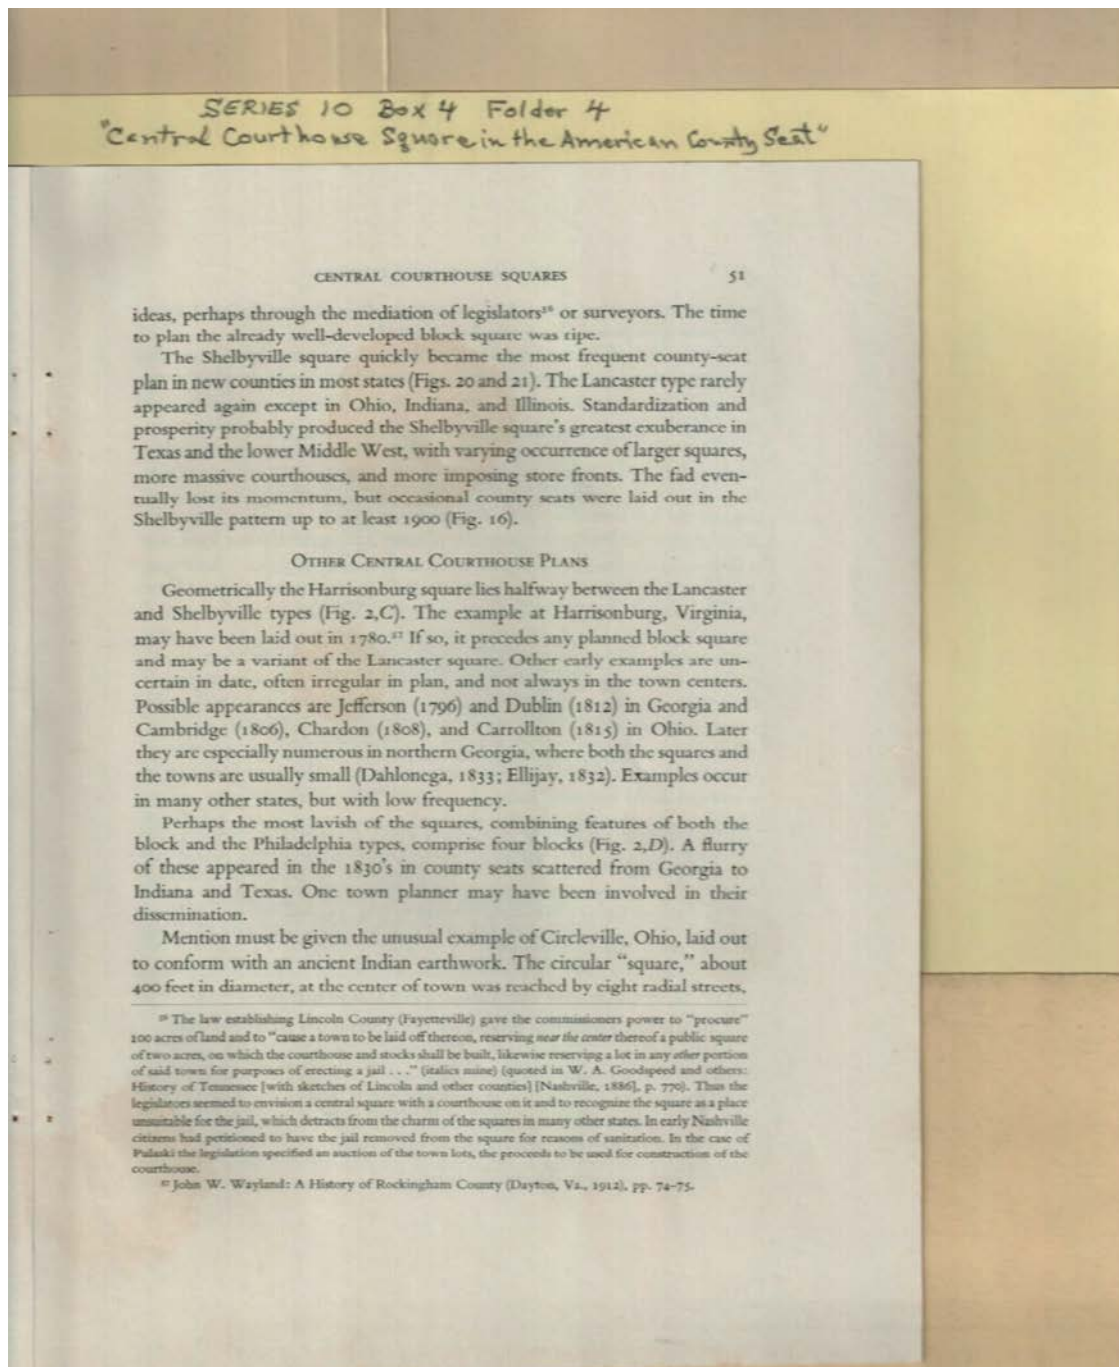 SERIES 10 Box 4 Folder 4
"Central Courthouse Square in the American County Seat"
CENTRAL COURTHOUSE SQUARES 51
ideas, perhaps through the mediation of legislators²⁶ or surveyors. The time
to plan the already well-developed block square was ripe.
The Shelbyville square quickly became the most frequent county-seat
plan in new counties in most states (Figs. 20 and 21). The Lancaster type rarely
appeared again except in Ohio, Indiana, and Illinois. Standardization and
prosperity probably produced the Shelbyville square's greatest exuberance in
Texas and the lower Middle West, with varying occurrence of larger squares,
more massive courthouses, and more imposing store fronts. The fad even-
tually lost its momentum, but occasional county seats were laid out in the
Shelbyville pattern up to at least 1900 (Fig. 16).
OTHER CENTRAL COURTHOUSE PLANS
Geometrically the Harrisonburg square lies halfway between the Lancaster
and Shelbyville types (Fig. 2,C). The example at Harrisonburg, Virginia,
may have been laid out in 1780.²⁷ If so, it precedes any planned block square
and may be a variant of the Lancaster square. Other early examples are un-
certain in date, often irregular in plan, and not always in the town centers.
Possible appearances are Jefferson (1796) and Dublin (1812) in Georgia and
Cambridge (1806), Chardon (1808), and Carrollton (1815) in Ohio. Later
they are especially numerous in northern Georgia, where both the squares and
the towns are usually small (Dahlonega, 1833; Ellijay, 1832). Examples occur
in many other states, but with low frequency.
Perhaps the most lavish of the squares, combining features of both the
block and the Philadelphia types, comprise four blocks (Fig. 2,D). A flurry
of these appeared in the 1830's in county seats scattered from Georgia to
Indiana and Texas. One town planner may have been involved in their
dissemination.
Mention must be given the unusual example of Circleville, Ohio, laid out
to conform with an ancient Indian earthwork. The circular "square," about
400 feet in diameter, at the center of town was reached by eight radial streets,
²⁶ The law establishing Lincoln County (Fayetteville) gave the commissioners power to "procure"
100 acres of land and to "cause a town to be laid off thereon, reserving near the center thereof a public square
of two acres, on which the courthouse and stocks shall be built, likewise reserving a lot in any other portion
of said town for purposes of erecting a jail . . ." (italics mine) (quoted in W. A. Goodspeed and others:
History of Tennessee [with sketches of Lincoln and other counties] [Nashville, 1886], p. 770). Thus the
legislators seemed to envision a central square with a courthouse on it and to recognize the square as a place
unsuitable for the jail, which detracts from the charm of the squares in many other states. In early Nashville
citizens had petitioned to have the jail removed from the square for reasons of sanitation. In the case of
Pulaski the legislation specified an auction of the town lots, the proceeds to be used for construction of the
courthouse.
²⁷ John W. Wayland: A History of Rockingham County (Dayton, Va., 1912), pp. 74-75.